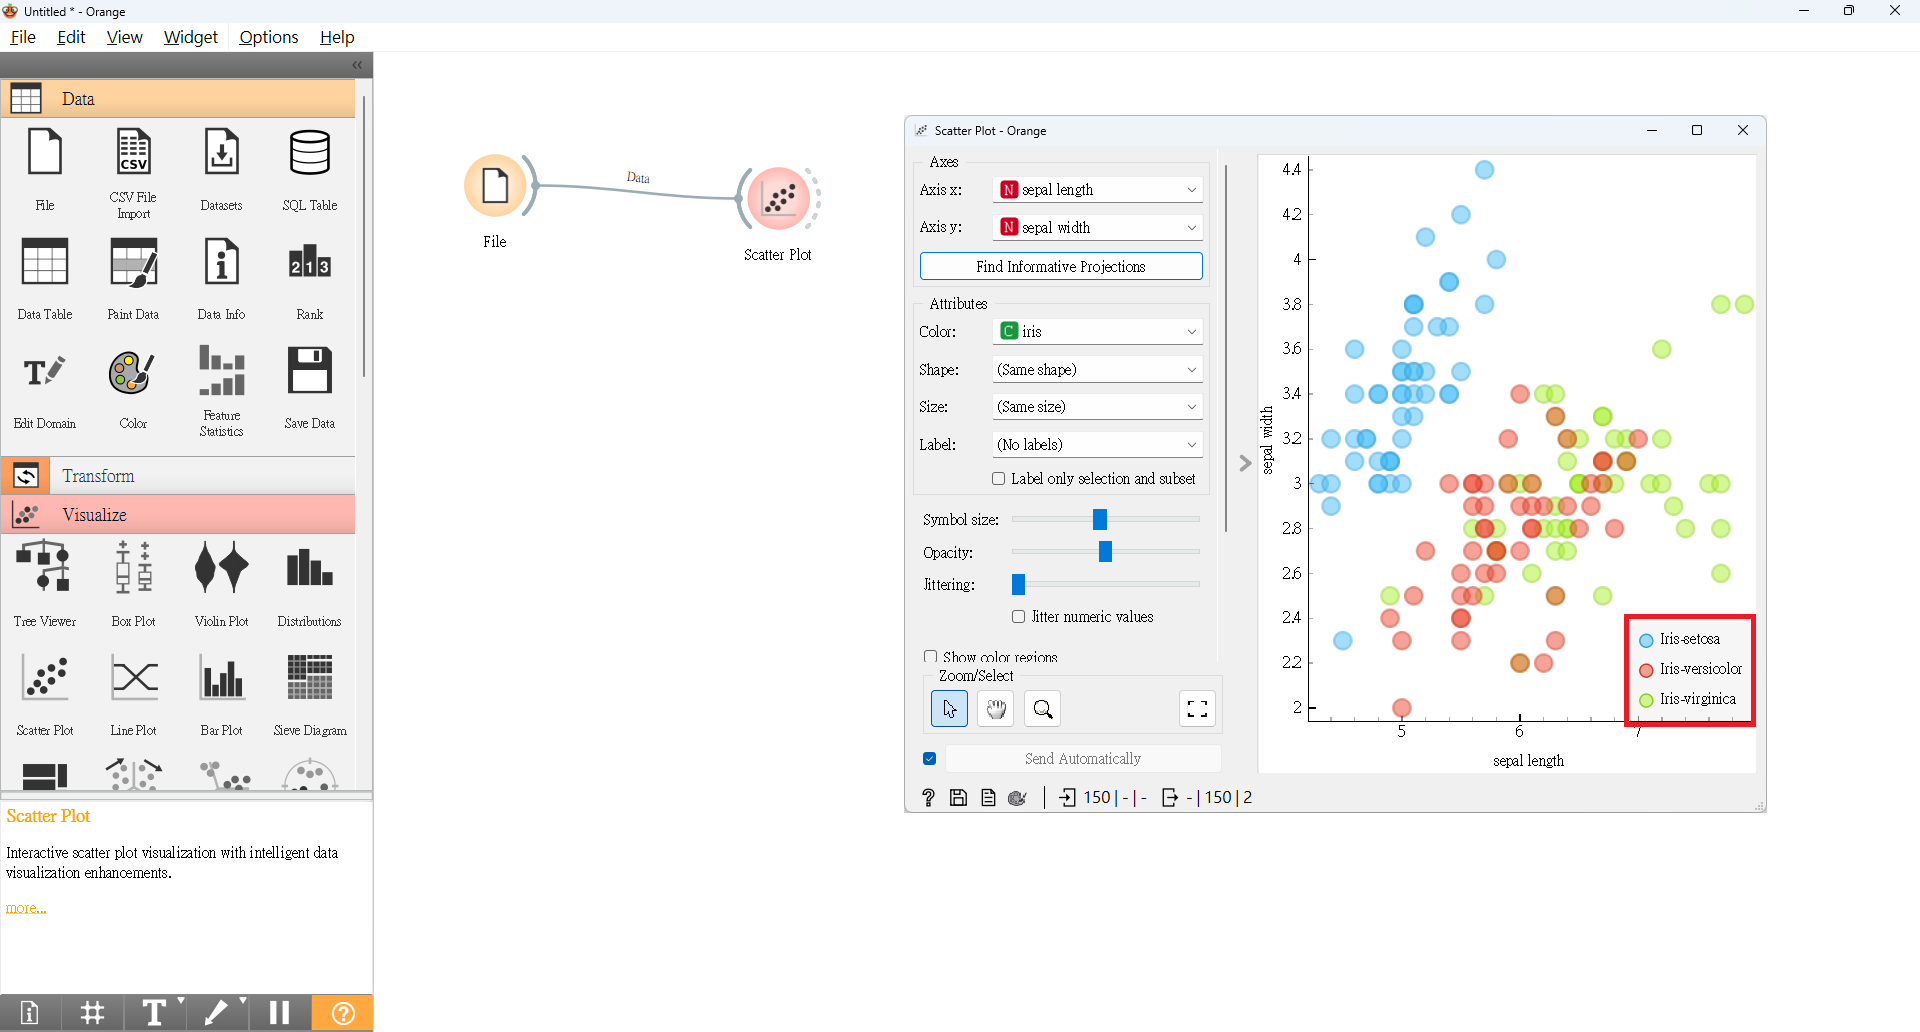 Untitled * - Orange
File Edit View Widget Options Help
Data
File
CSV File Import
Datasets
SQL Table
Data Table
Paint Data
Data Info
Rank
Edit Domain
Color
Feature Statistics
Save Data
Transform
Visualize
Tree Viewer
Box Plot
Violin Plot
Distributions
Scatter Plot
Line Plot
Bar Plot
Sieve Diagram
Scatter Plot
Interactive scatter plot visualization with intelligent data
visualization enhancements.
more...
File
Data
Scatter Plot
Scatter Plot - Orange
Axes
Axis x: N sepal length
Axis y: N sepal width
Find Informative Projections
Attributes
Color: C iris
Shape: (Same shape)
Size: (Same size)
Label: (No labels)
Label only selection and subset
Symbol size:
Opacity:
Jittering:
Jitter numeric values
Show color regions
Zoom/Select
Send Automatically
? 150 | - | - - | 150 | 2
sepal width
4.4
4.2
4
3.8
3.6
3.4
3.2
3
2.8
2.6
2.4
2.2
2
5 6 7
sepal length
Iris-setosa
Iris-versicolor
Iris-virginica